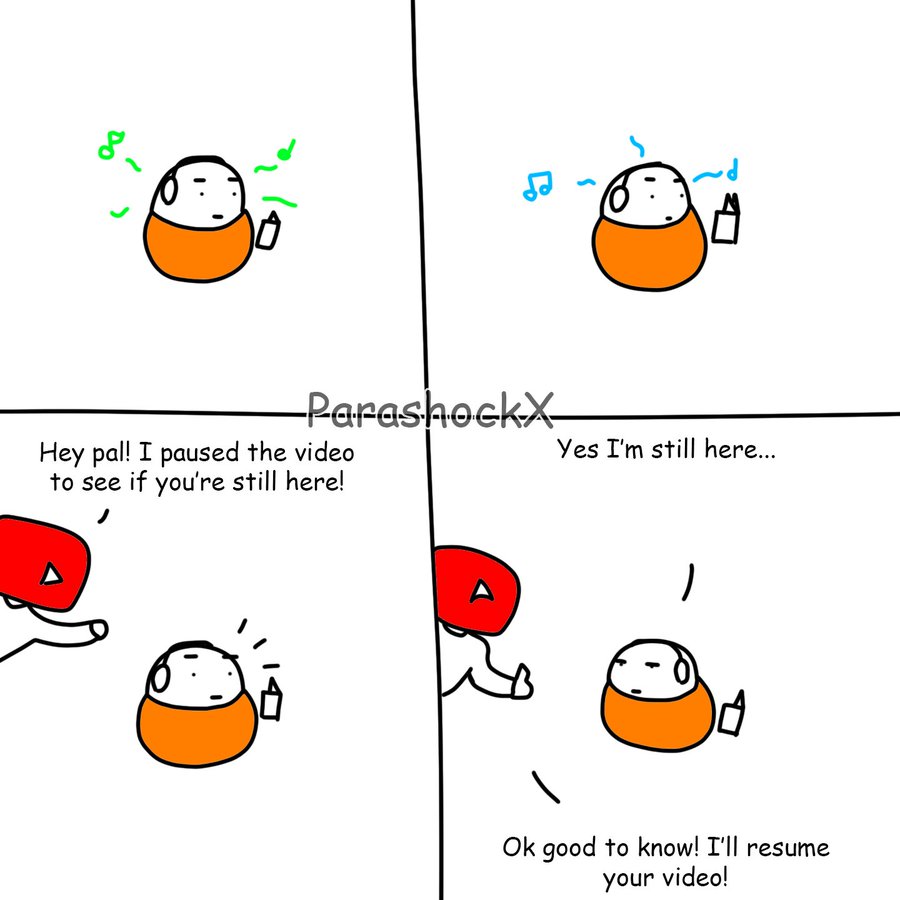 ParashockX
Hey pal! I paused the video
to see if you're still here!
Yes I'm still here...
Ok good to know! I'll resume
your video!